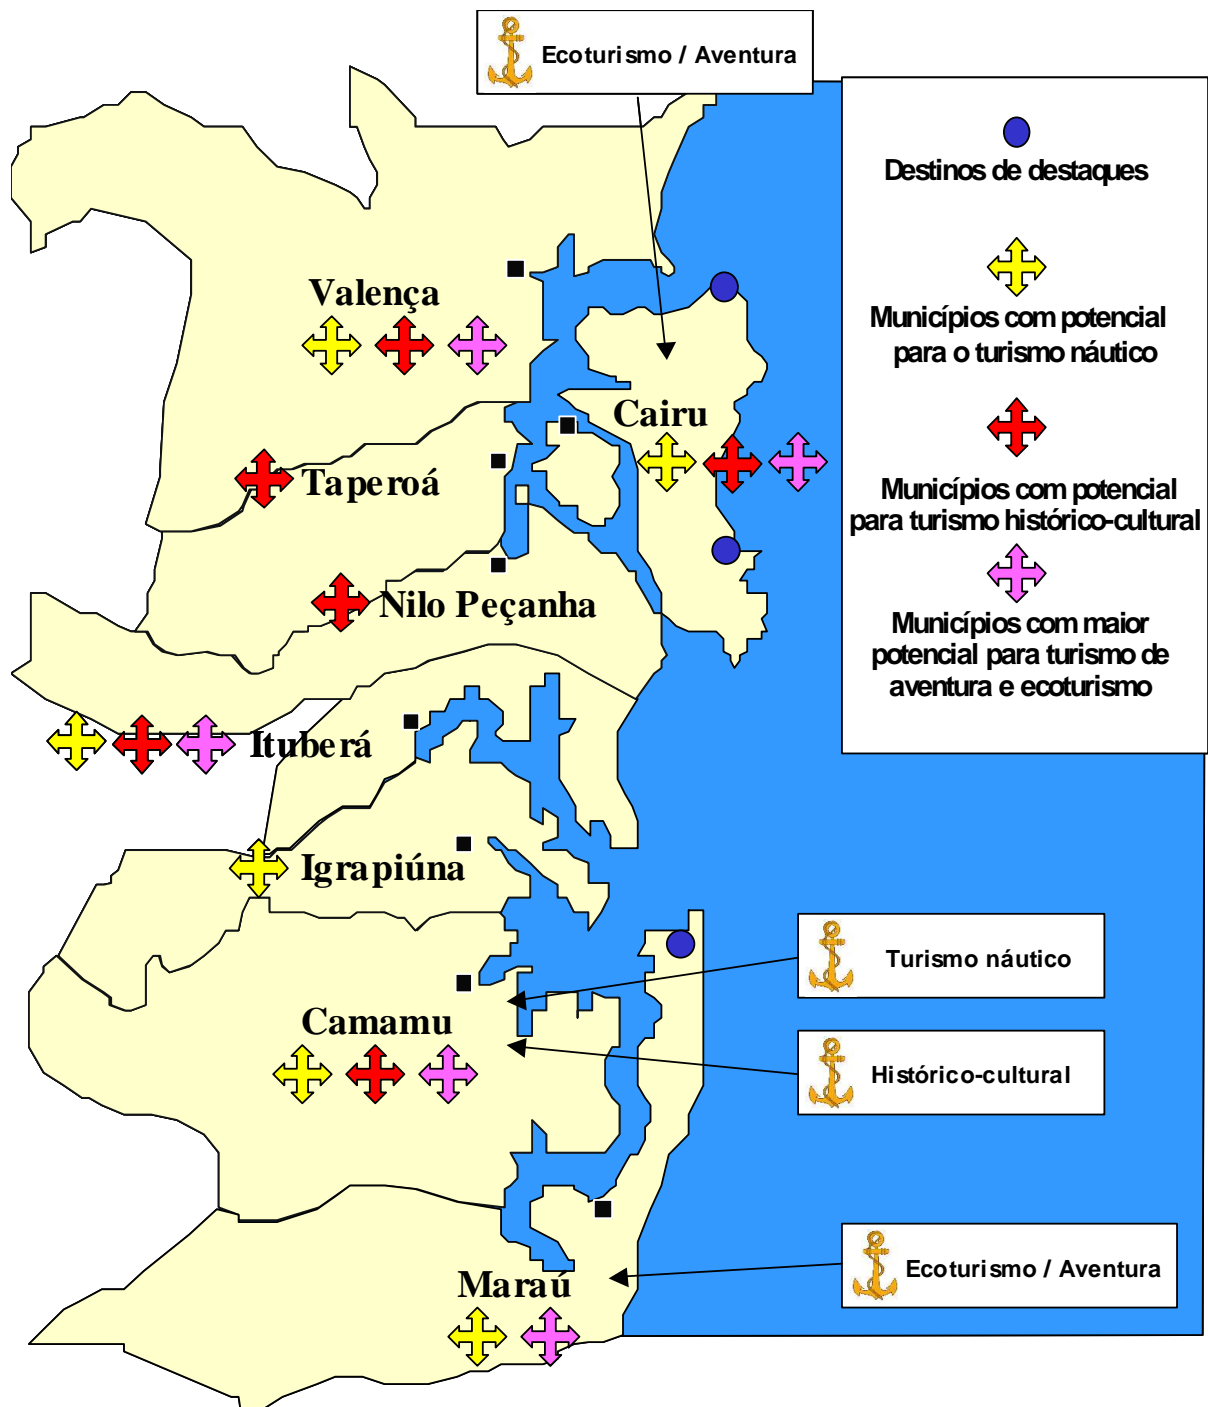 Ecoturismo / Aventura
Destinos de destaques
Municípios com potencial
para o turismo náutico
Municípios com potencial
para turismo histórico-cultural
Municípios com maior
potencial para turismo de
aventura e ecoturismo
Valença
Cairu
Taperoá
Nilo Peçanha
Ituberá
Igrapiúna
Turismo náutico
Camamu
Histórico-cultural
Ecoturismo / Aventura
Maraú